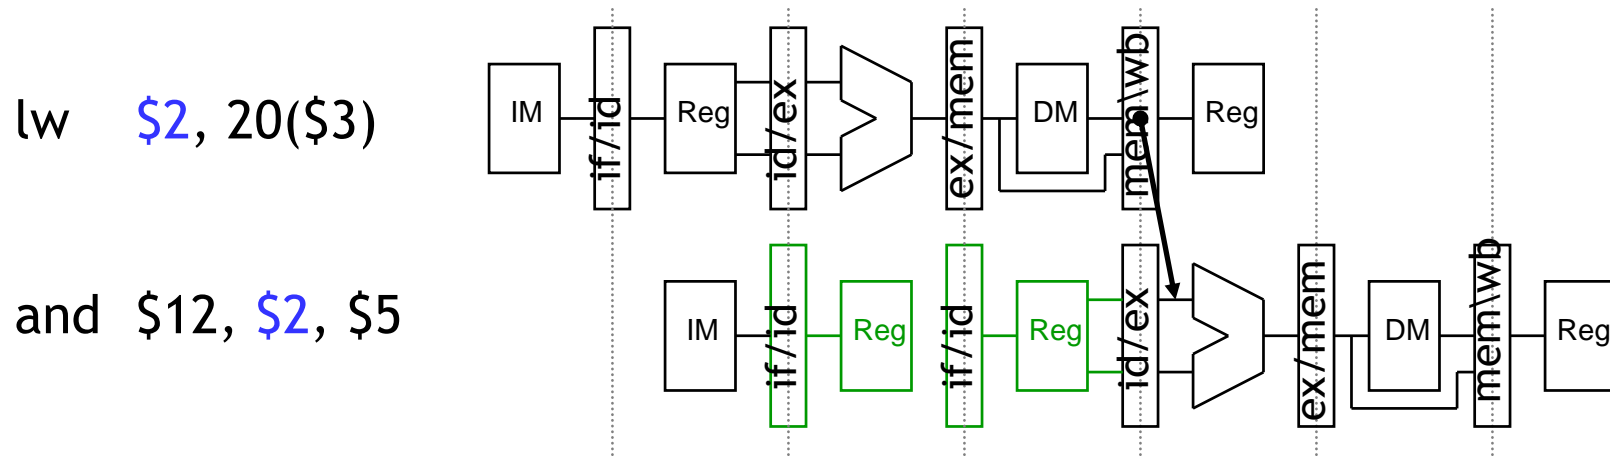 lw $2, 20($3)
IM if/id Reg id/ex ex/mem DM mem\wb Reg
and $12, $2, $5
IM if/id Reg if/id Reg id/ex ex/mem DM mem\wb Reg